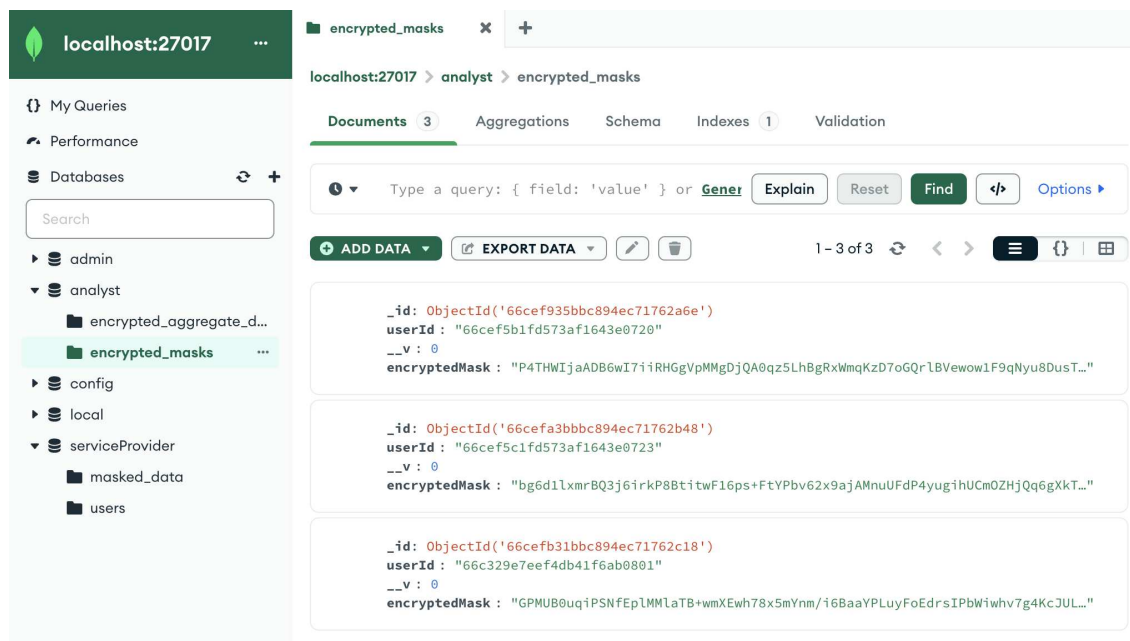 localhost:27017 ...
{} My Queries
Performance
Databases
Search
admin
analyst
encrypted_aggregate_d...
encrypted_masks ...
config
local
serviceProvider
masked_data
users
encrypted_masks
localhost:27017 > analyst > encrypted_masks
Documents 3 Aggregations Schema Indexes 1 Validation
Type a query: { field: 'value' } or Gener Explain Reset Find </> Options
ADD DATA EXPORT DATA 1 – 3 of 3 {}
_id: ObjectId('66cef935bbc894ec71762a6e')
userId : "66cef5b1fd573af1643e0720"
__v : 0
encryptedMask : "P4THWIjaADB6wI7iiRHGgVpMMgDjQA0qz5LhBgRxWmqKzD7oGQrlBVewow1F9qNyu8DusT…"
_id: ObjectId('66cefa3bbbc894ec71762b48')
userId : "66cef5c1fd573af1643e0723"
__v : 0
encryptedMask : "bg6d1lxmrBQ3j6irkP8BtitwF16ps+FtYPbv62x9ajAMnuUFdP4yugihUCmOZHjQq6gXkT…"
_id: ObjectId('66cefb31bbc894ec71762c18')
userId : "66c329e7eef4db41f6ab0801"
__v : 0
encryptedMask : "GPMUB0uqiPSNfEplMMlaTB+wmXEwh78x5mYnm/i6BaaYPLuyFoEdrsIPbWiwhv7g4KcJUL…"